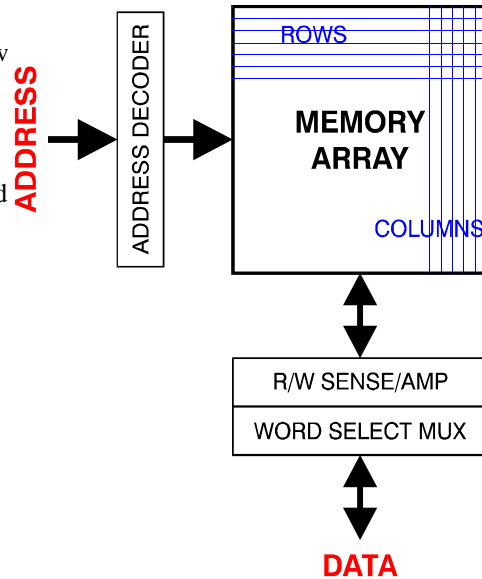 ADDRESS
ADDRESS DECODER
ROWS
MEMORY
ARRAY
COLUMNS
R/W SENSE/AMP
WORD SELECT MUX
DATA